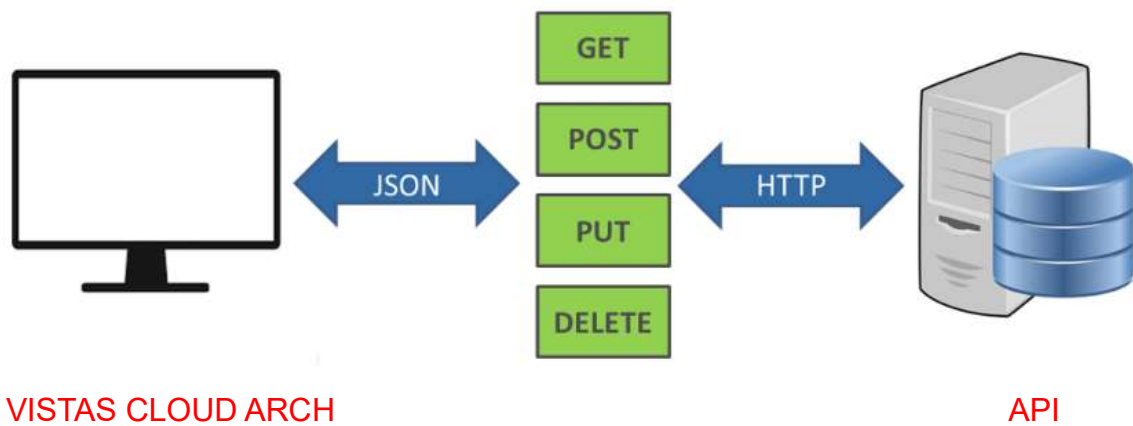 GET
POST
JSON
HTTP
PUT
DELETE
VISTAS CLOUD ARCH
API